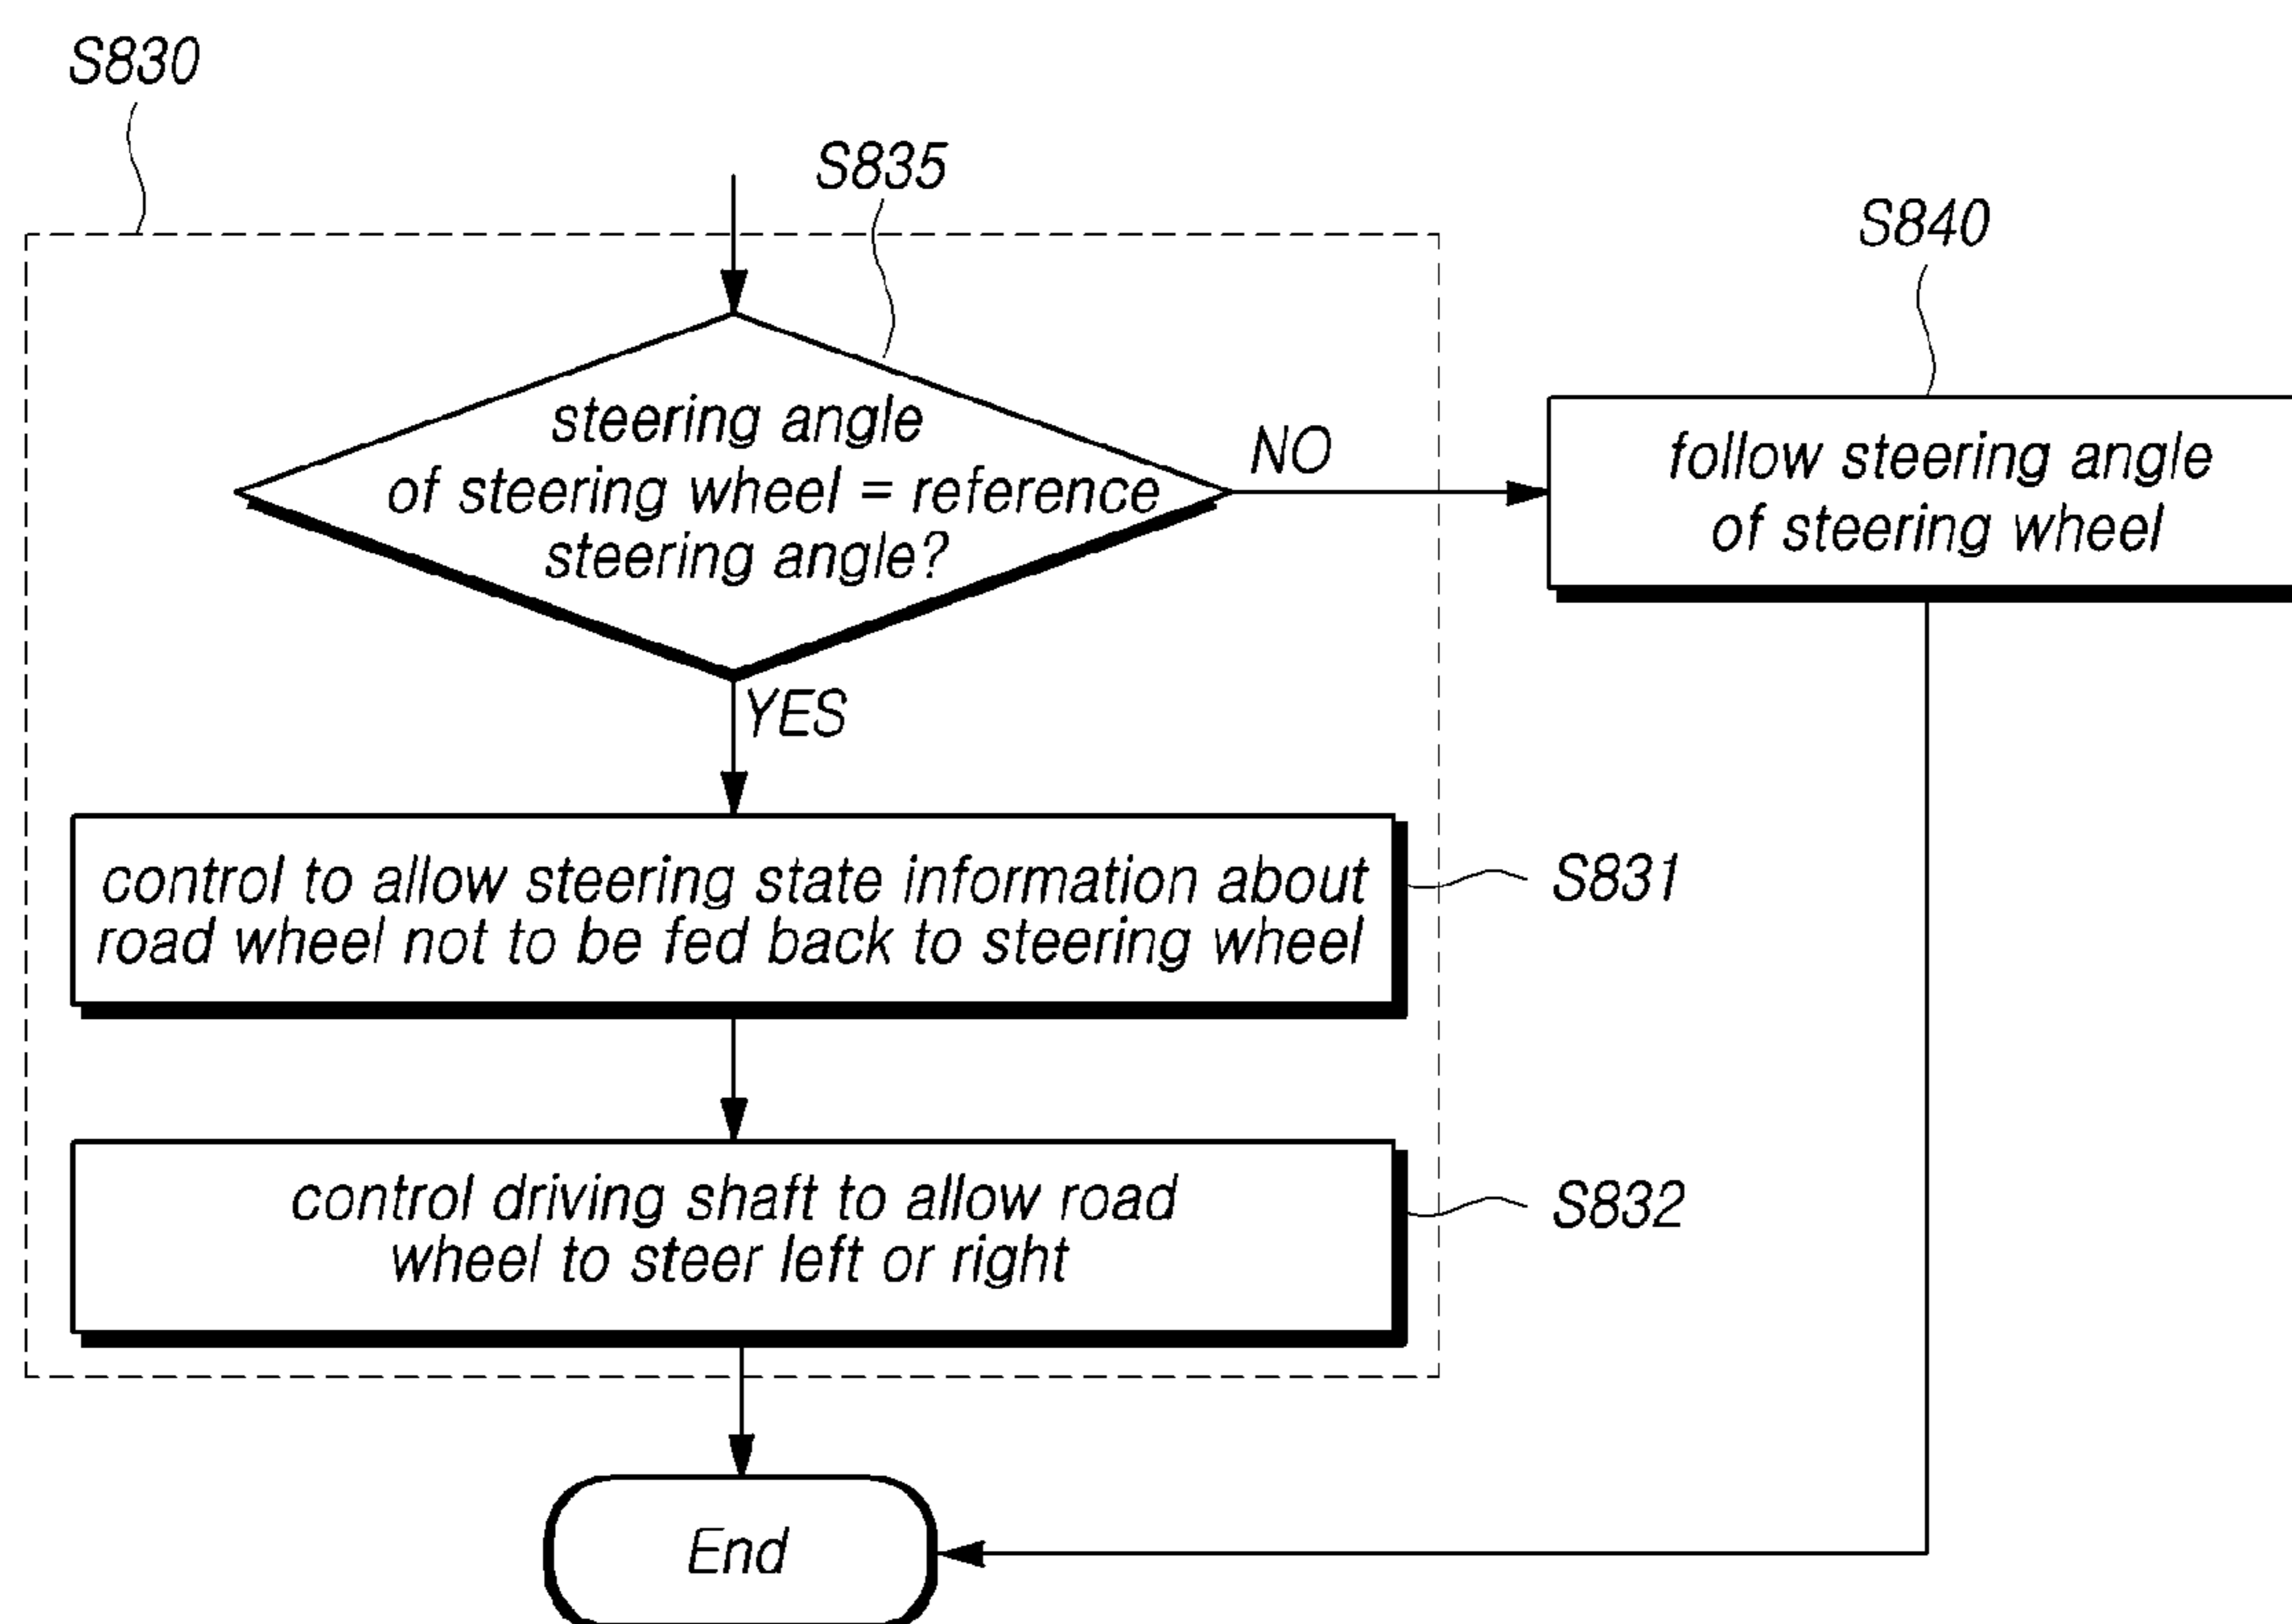 S830
S835
S840
steering angle
of steering wheel = reference
steering angle?
NO
follow steering angle
of steering wheel
YES
control to allow steering state information about
road wheel not to be fed back to steering wheel
S831
control driving shaft to allow road
wheel to steer left or right
S832
End